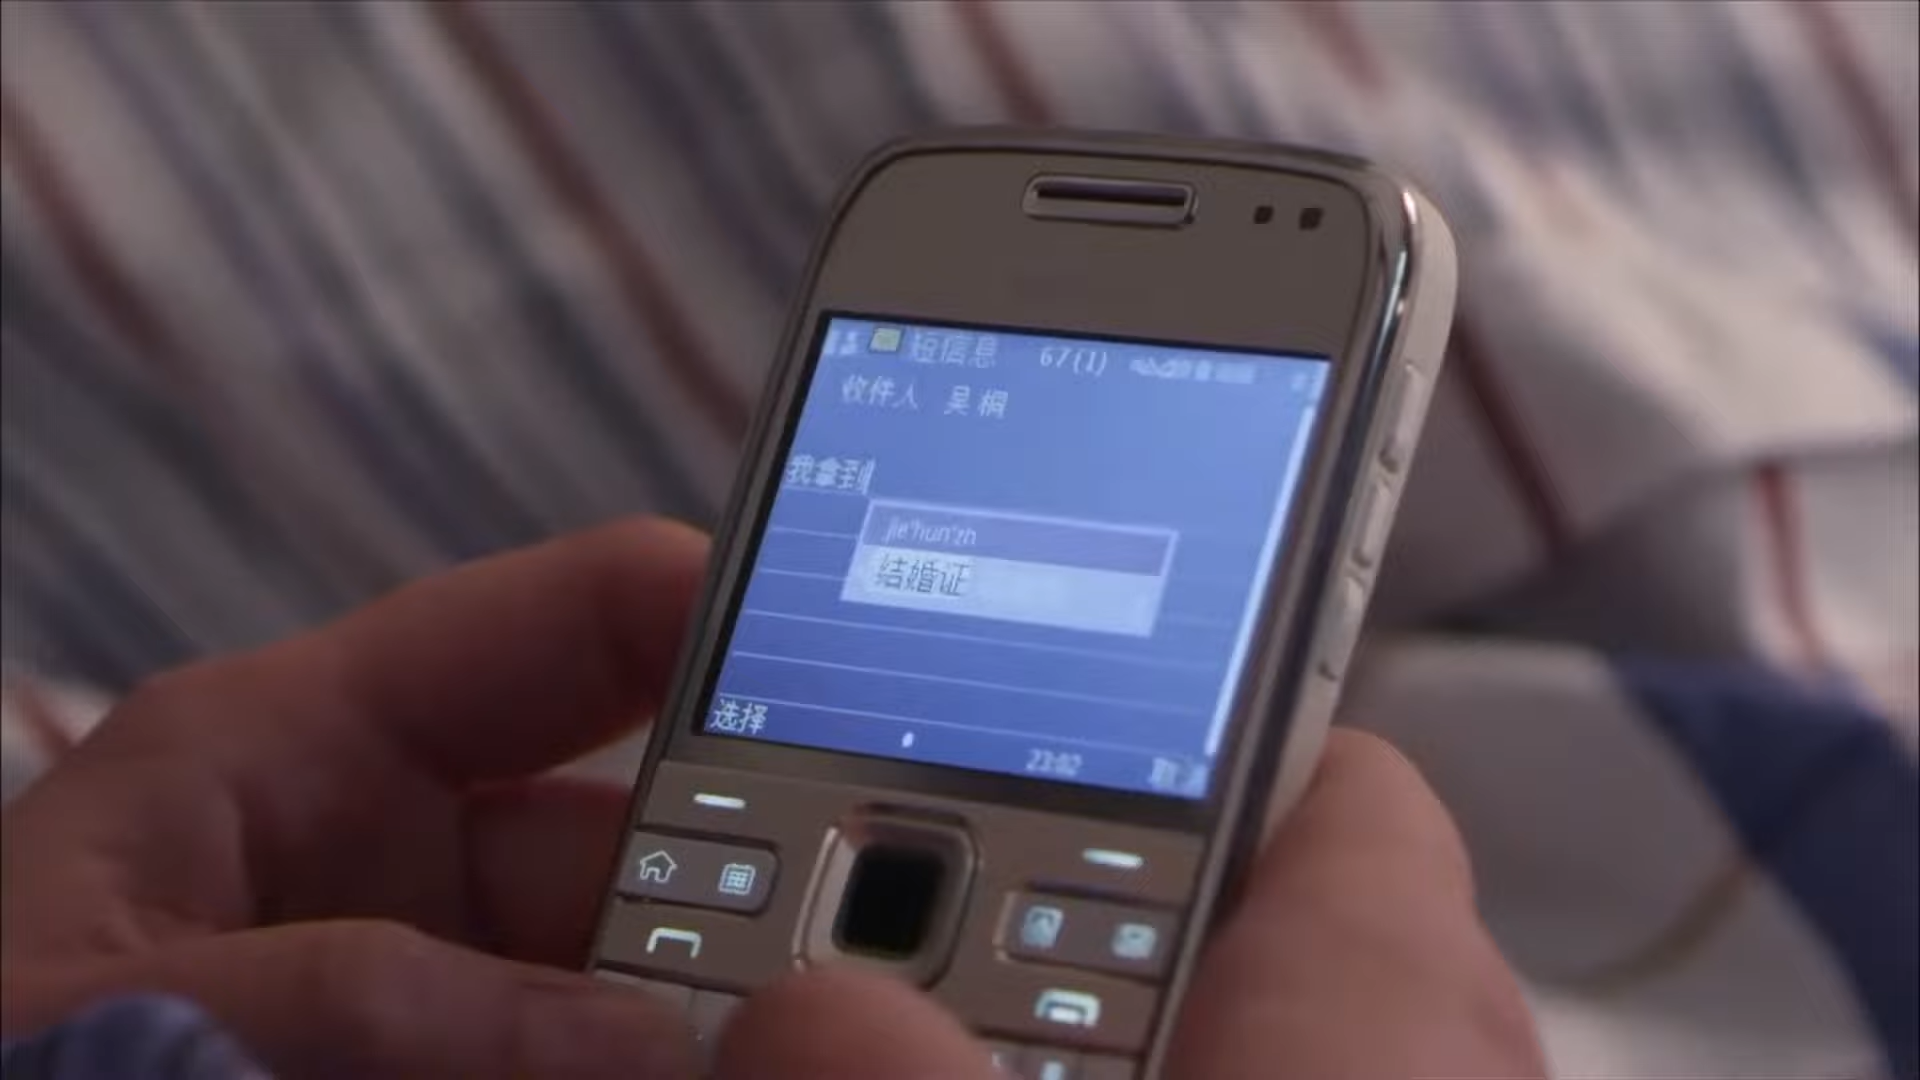 短信息 67(1)
收件人 吴桐
我拿到
jie'hun'zh
结婚证
选择 23:02